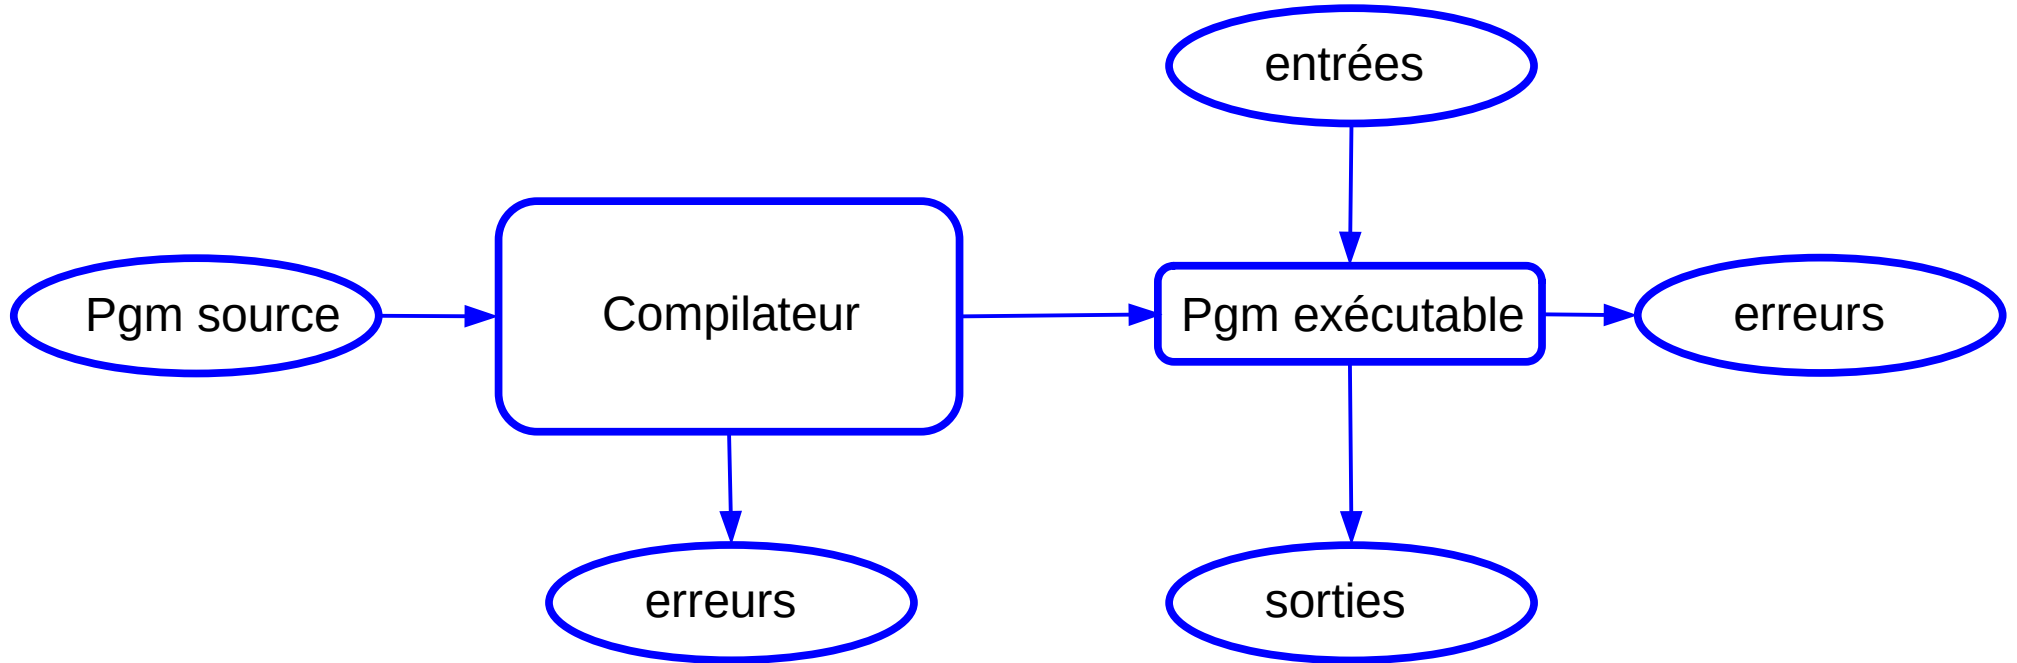 entrées
Pgm source
Compilateur
Pgm exécutable
erreurs
erreurs
sorties